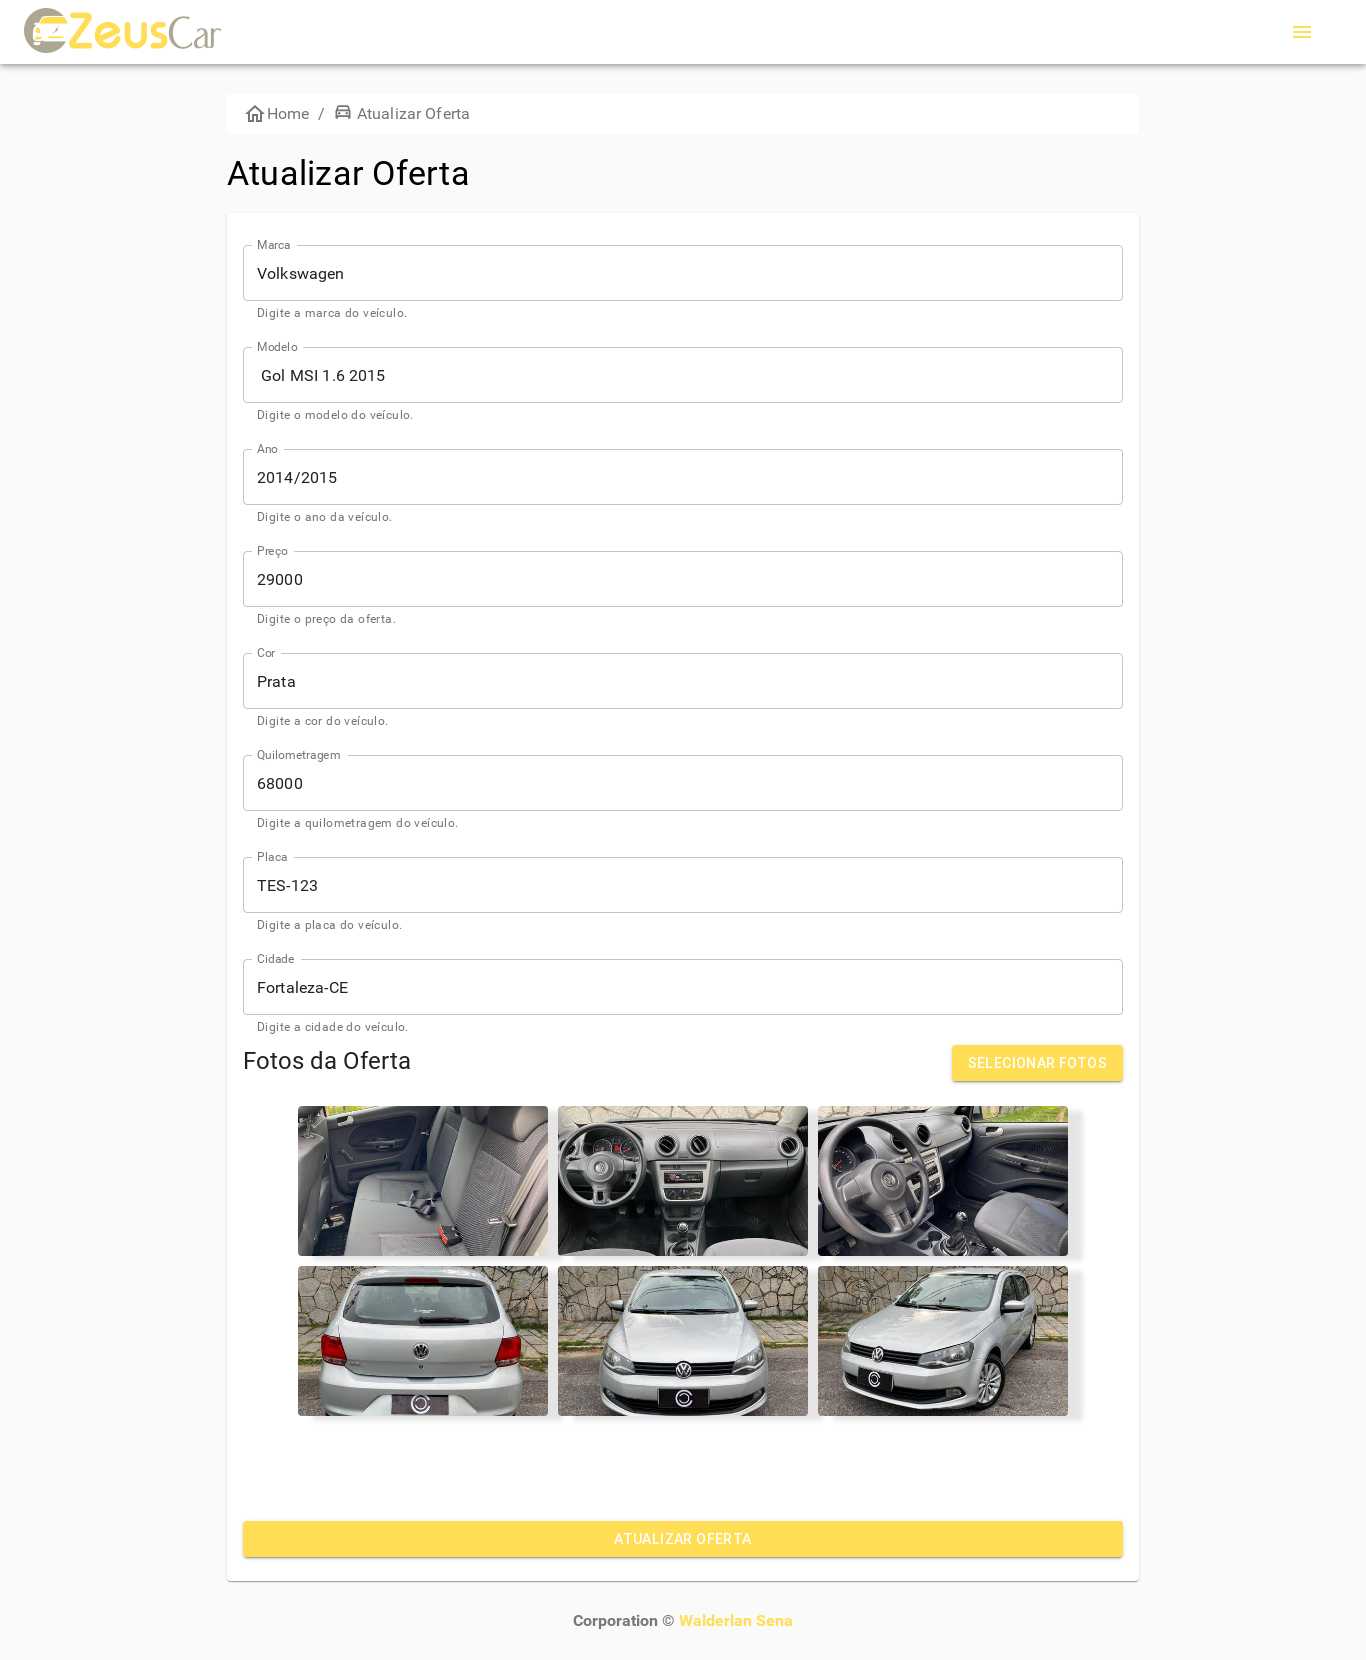 ZeusCar
Home / Atualizar Oferta
Atualizar Oferta
Marca
Volkswagen
Digite a marca do veículo.
Modelo
Gol MSI 1.6 2015
Digite o modelo do veículo.
Ano
2014/2015
Digite o ano da veículo.
Preço
29000
Digite o preço da oferta.
Cor
Prata
Digite a cor do veículo.
Quilometragem
68000
Digite a quilometragem do veículo.
Placa
TES-123
Digite a placa do veículo.
Cidade
Fortaleza-CE
Digite a cidade do veículo.
Fotos da Oferta
SELECIONAR FOTOS
ATUALIZAR OFERTA
Corporation © Walderlan Sena